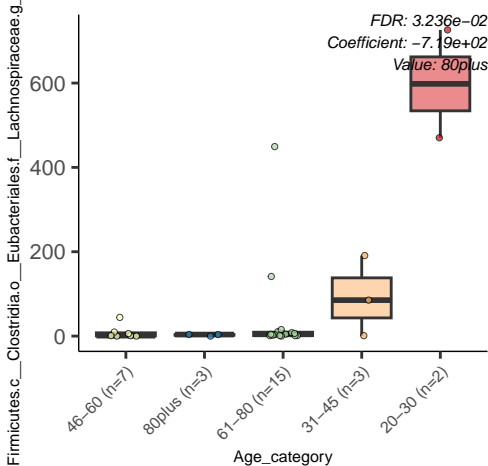 Firmicutes.c__Clostridia.o__Eubacteriales.f__Lachnospiraceae.g_
FDR: 3.236e−02
Coefficient: −7.19e+02
Value: 80plus
600
400
200
0
46−60 (n=7)
80plus (n=3)
61−80 (n=15)
31−45 (n=3)
20−30 (n=2)
Age_category